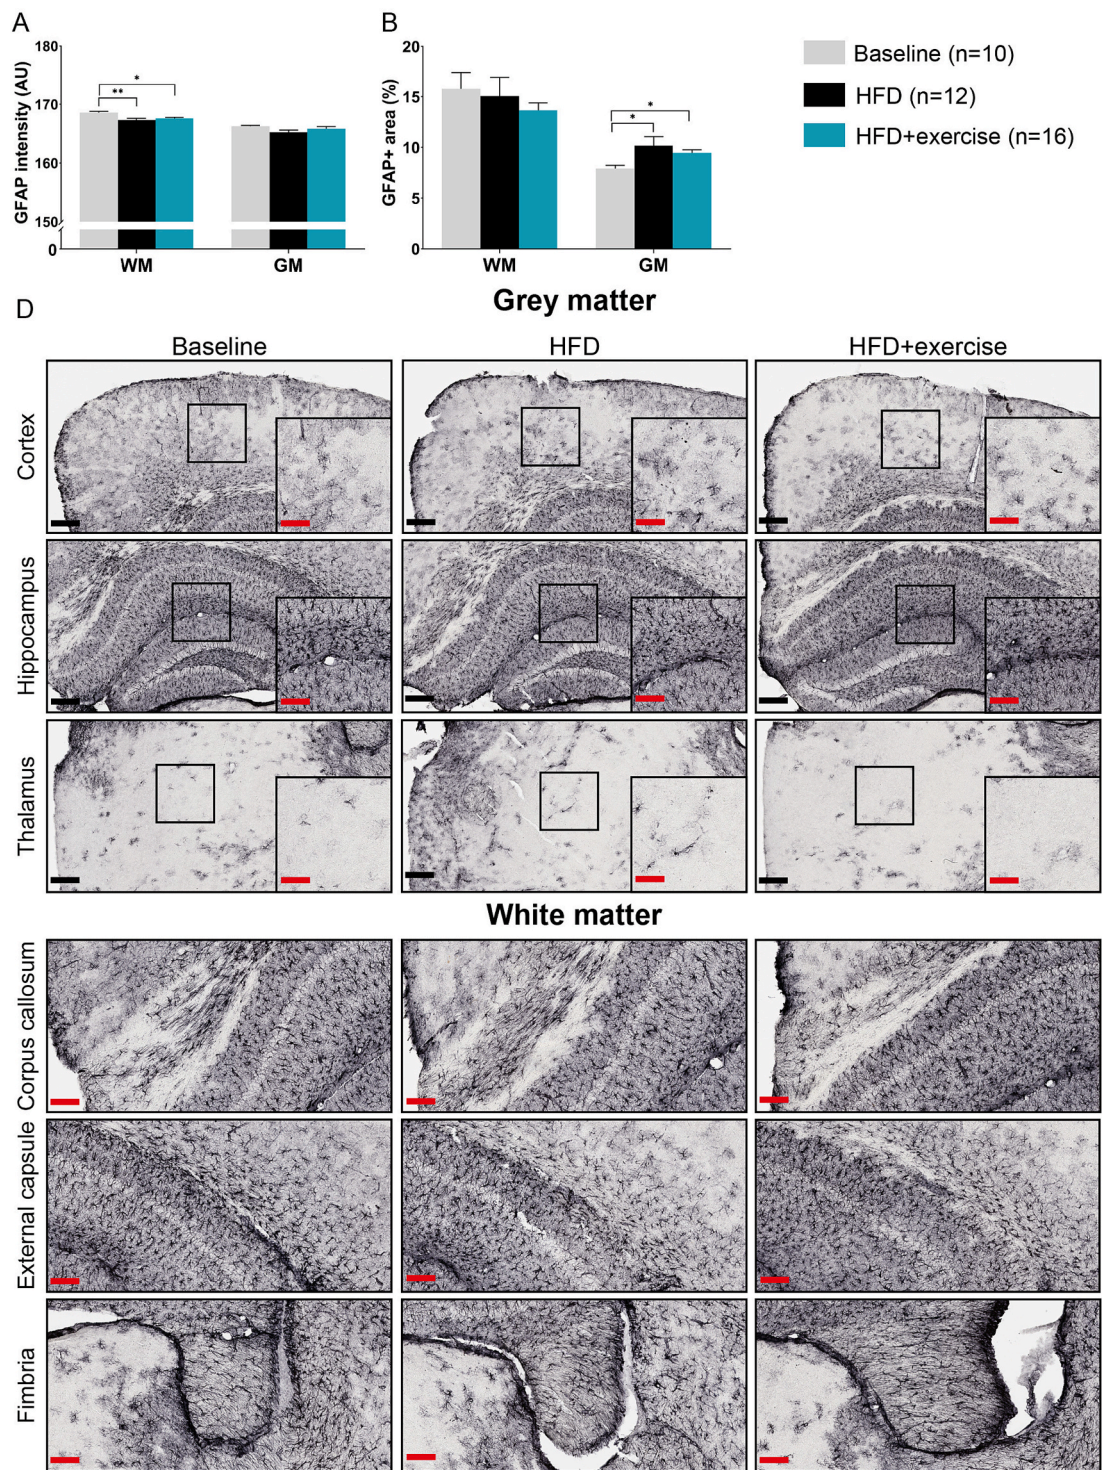 A
GFAP intensity (AU)
180
170
160
150
0
*
**
WM
GM
B
GFAP+ area (%)
20
15
10
5
0
*
*
WM
GM
Baseline (n=10)
HFD (n=12)
HFD+exercise (n=16)
D
Grey matter
Baseline
HFD
HFD+exercise
Cortex
Hippocampus
Thalamus
White matter
Corpus callosum
External capsule
Fimbria